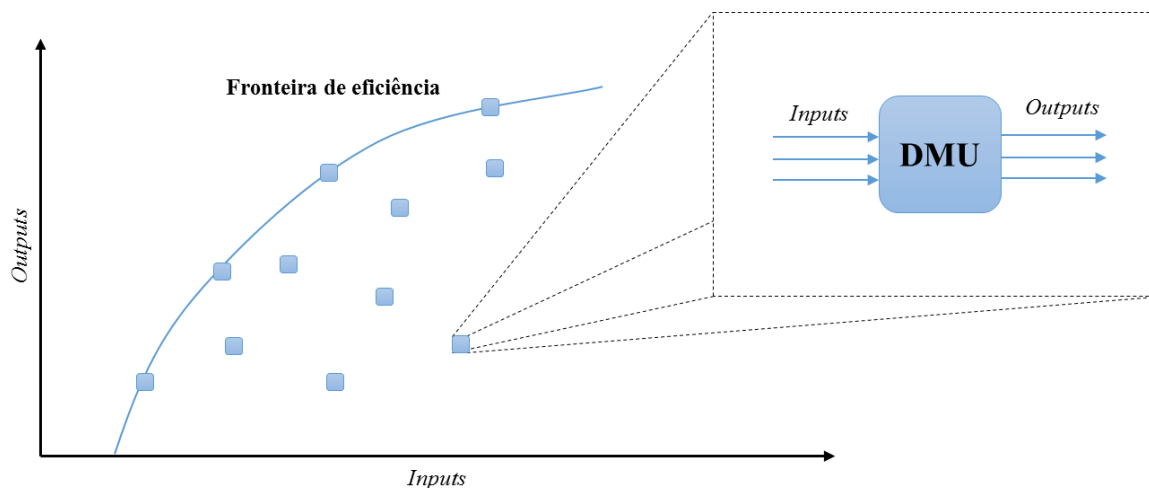 Fronteira de eficiência
Outputs
Inputs
Inputs
Outputs
DMU